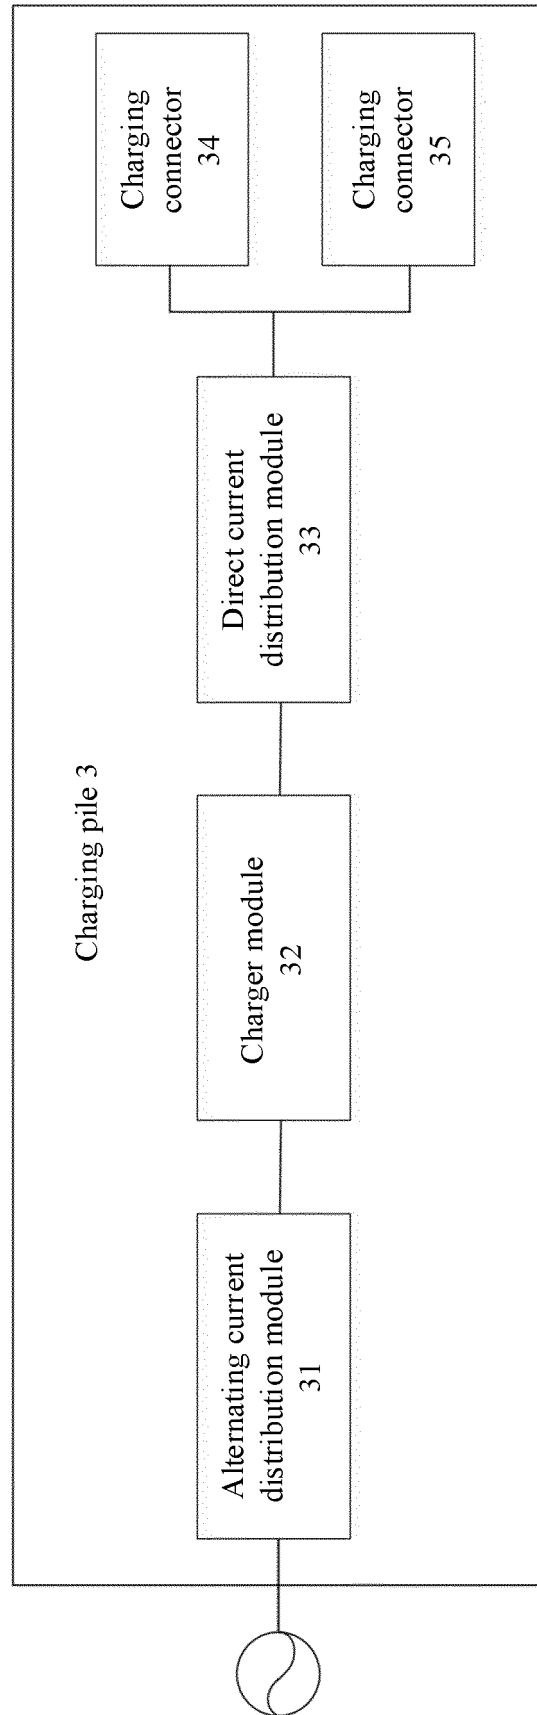 Charging pile 3
Alternating current
distribution module
31
Charger module
32
Direct current
distribution module
33
Charging
connector
34
Charging
connector
35